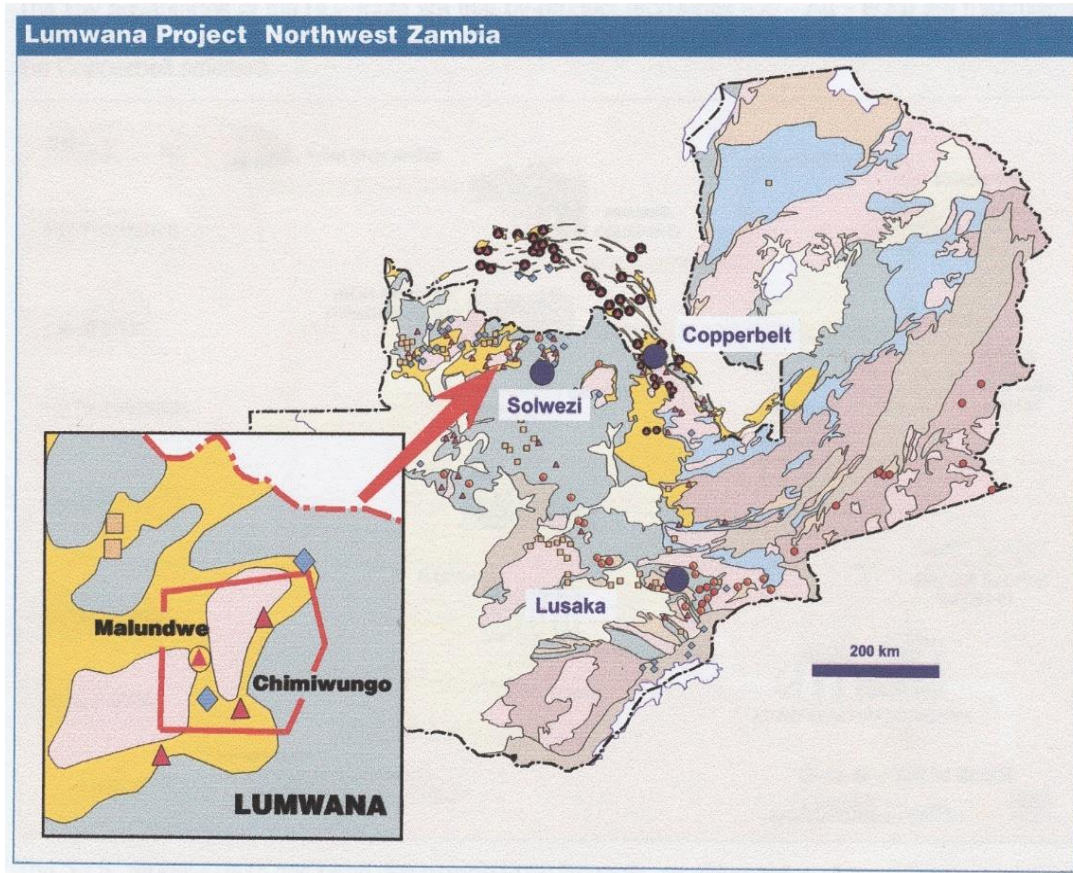 Lumwana Project Northwest Zambia
Copperbelt
Solwezi
Lusaka
200 km
Malundwe
Chimiwungo
LUMWANA